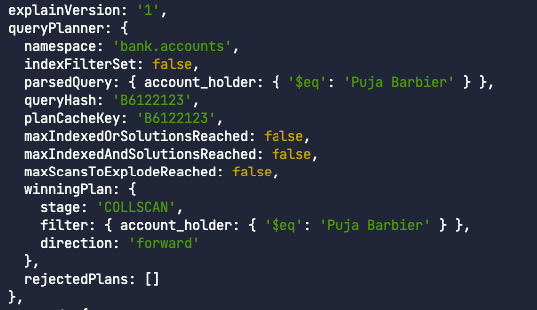 explainVersion: '1',
queryPlanner: {
namespace: 'bank.accounts',
indexFilterSet: false,
parsedQuery: { account_holder: { '$eq': 'Puja Barbier' } },
queryHash: 'B6122123',
planCacheKey: 'B6122123',
maxIndexedOrSolutionsReached: false,
maxIndexedAndSolutionsReached: false,
maxScansToExplodeReached: false,
winningPlan: {
stage: 'COLLSCAN',
filter: { account_holder: { '$eq': 'Puja Barbier' } },
direction: 'forward'
},
rejectedPlans: []
},